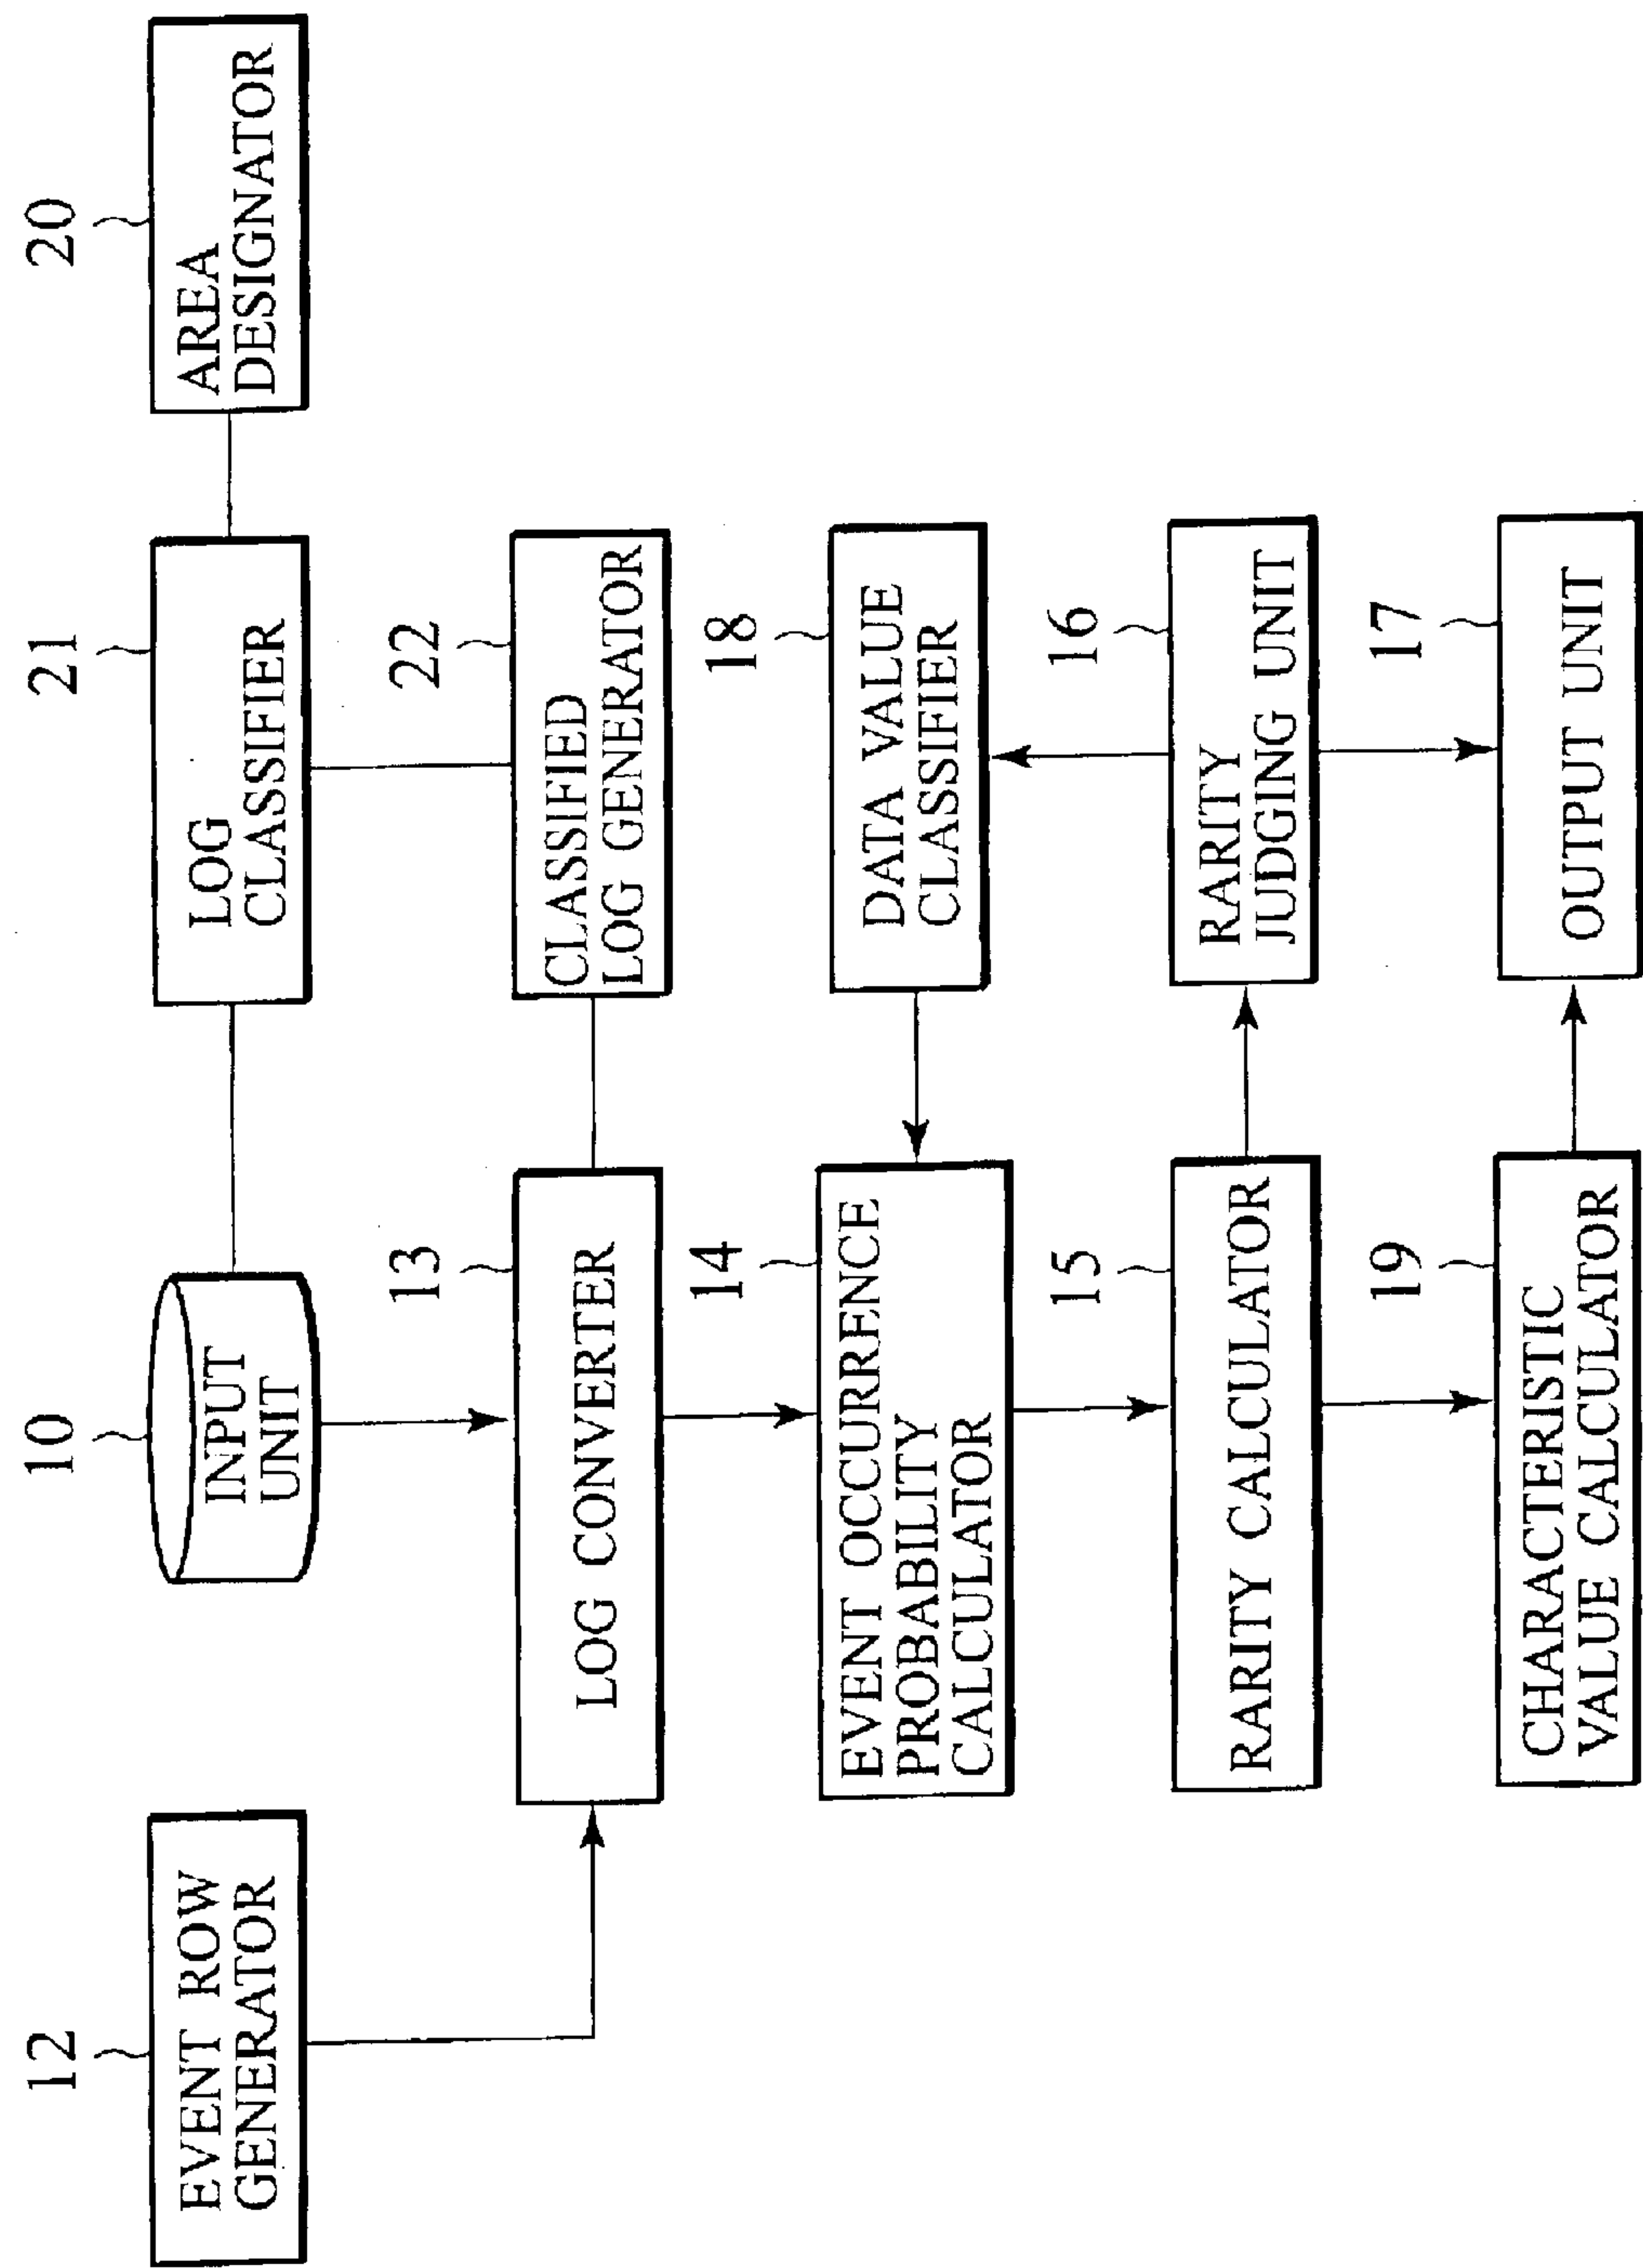 12
EVENT ROW
GENERATOR
10
INPUT
UNIT
21
LOG
CLASSIFIER
20
AREA
DESIGNATOR
13
LOG CONVERTER
22
CLASSIFIED
LOG GENERATOR
14
EVENT OCCURRENCE
PROBABILITY
CALCULATOR
18
DATA VALUE
CLASSIFIER
15
RARITY CALCULATOR
16
RARITY
JUDGING UNIT
19
CHARACTERISTIC
VALUE CALCULATOR
17
OUTPUT UNIT